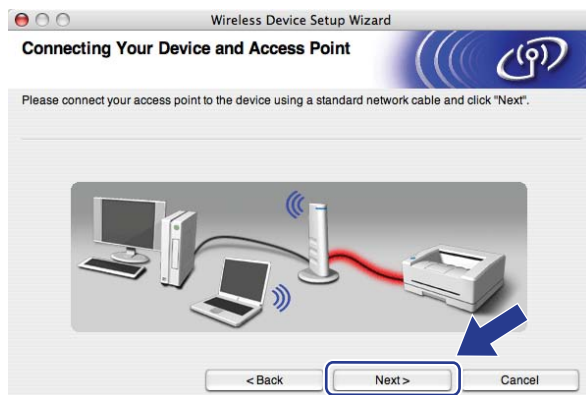 Wireless Device Setup Wizard
Connecting Your Device and Access Point
Please connect your access point to the device using a standard network cable and click "Next".
< Back
Next >
Cancel